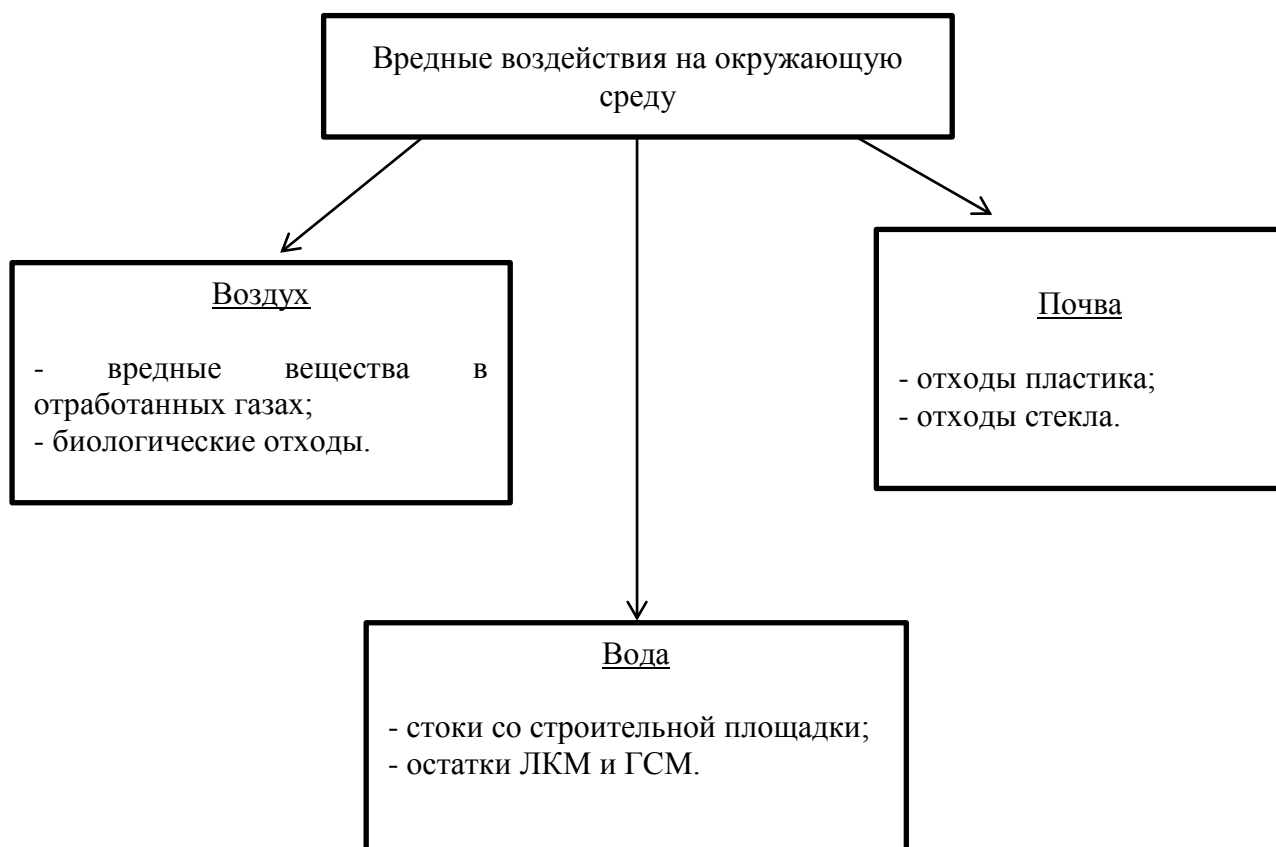 Вредные воздействия на окружающую
среду
Воздух
- вредные вещества в
отработанных газах;
- биологические отходы.
Почва
- отходы пластика;
- отходы стекла.
Вода
- стоки со строительной площадки;
- остатки ЛКМ и ГСМ.